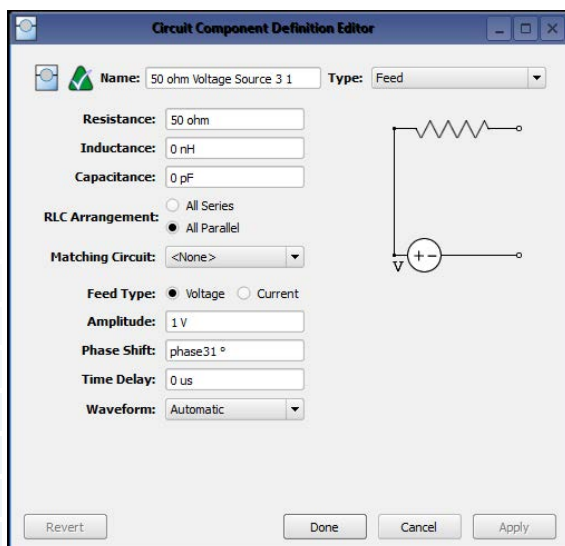 Circuit Component Definition Editor
Name: 50 ohm Voltage Source 3 1 Type: Feed
Resistance: 50 ohm
Inductance: 0 nH
Capacitance: 0 pF
RLC Arrangement: All Series
All Parallel
Matching Circuit: <None>
Feed Type: Voltage Current
Amplitude: 1 V
Phase Shift: phase31 °
Time Delay: 0 us
Waveform: Automatic
V + -
Revert Done Cancel Apply